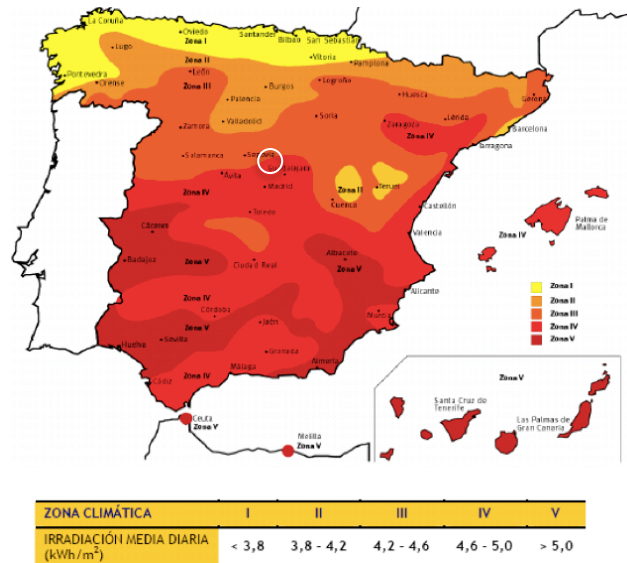 La Coruña
Oviedo
Santander
Bilbao
San Sebastián
Zona I
Lugo
Vitoria
Pamplona
Zona II
León
Pontevedra
Orense
Zona III
Burgos
Logroño
Huesca
Gerona
Palencia
Zamora
Valladolid
Soria
Zaragoza
Lérida
Barcelona
Zona IV
Tarragona
Salamanca
Segovia
Guadalajara
Ávila
Zona IV
Madrid
Zona II
Teruel
Cuenca
Castellón
Palma de
Mallorca
Toledo
Zona IV
Cáceres
Valencia
Badajoz
Zona V
Ciudad Real
Albacete
Zona V
Alicante
Zona I
Zona II
Zona III
Zona IV
Zona V
Zona IV
Córdoba
Murcia
Zona V
Jaén
Huelva
Sevilla
Granada
Almería
Málaga
Cádiz
Zona IV
Zona V
Santa Cruz de
Tenerife
Las Palmas de
Gran Canaria
Ceuta
Zona V
Melilla
Zona V
ZONA CLIMÁTICA I II III IV V
IRRADIACIÓN MEDIA DIARIA
(kWh/m²) < 3,8 3,8 - 4,2 4,2 - 4,6 4,6 - 5,0 > 5,0